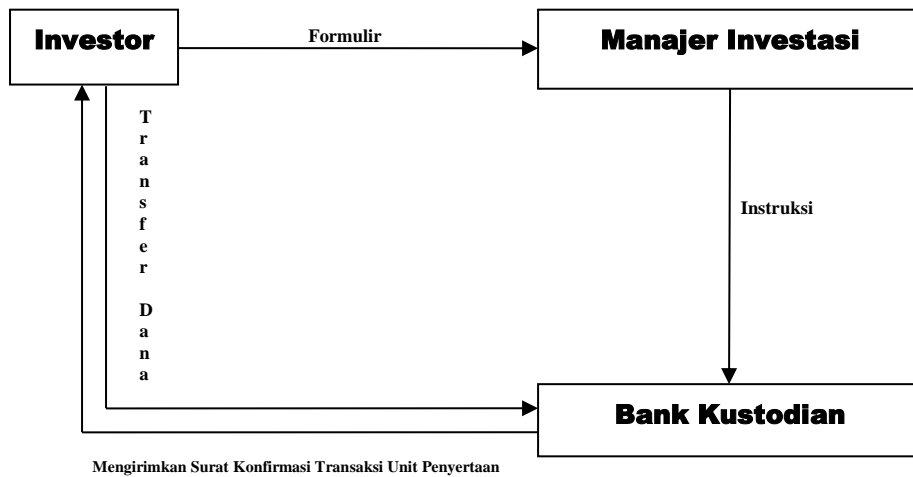 Investor
Formulir
Manajer Investasi
Transfer Dana
Instruksi
Bank Kustodian
Mengirimkan Surat Konfirmasi Transaksi Unit Penyertaan